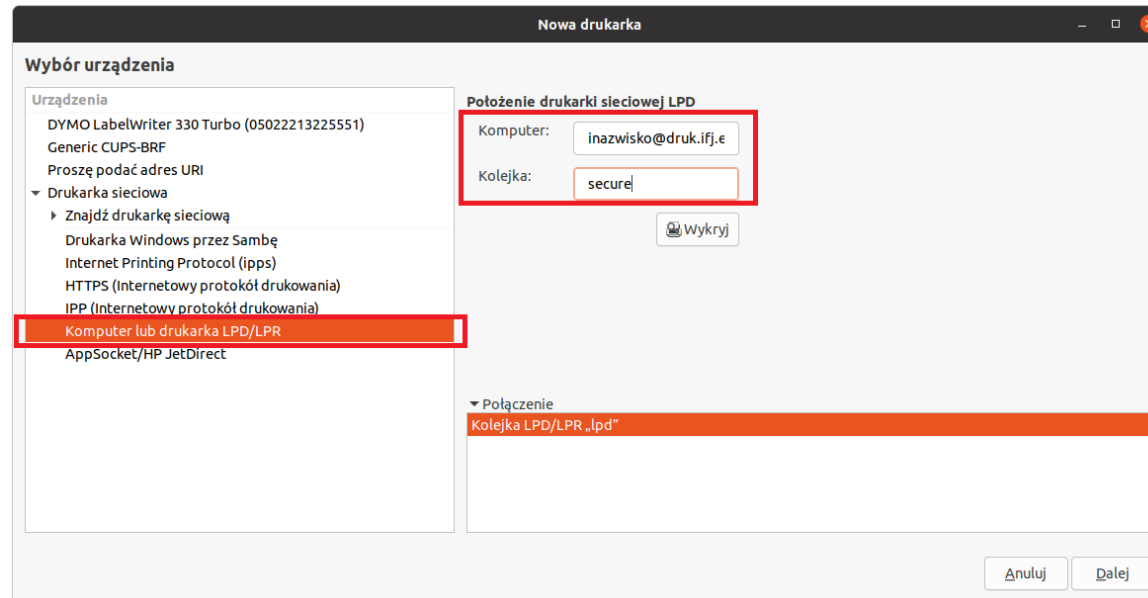 Nowa drukarka
Wybór urządzenia
Urządzenia
DYMO LabelWriter 330 Turbo (05022213225551)
Generic CUPS-BRF
Proszę podać adres URI
Drukarka sieciowa
Znajdź drukarkę sieciową
Drukarka Windows przez Sambę
Internet Printing Protocol (ipps)
HTTPS (Internetowy protokół drukowania)
IPP (Internetowy protokół drukowania)
Komputer lub drukarka LPD/LPR
AppSocket/HP JetDirect
Położenie drukarki sieciowej LPD
Komputer: inazwisko@druk.ifj.e
Kolejka: secure
Wykryj
Połączenie
Kolejka LPD/LPR „lpd”
Anuluj Dalej